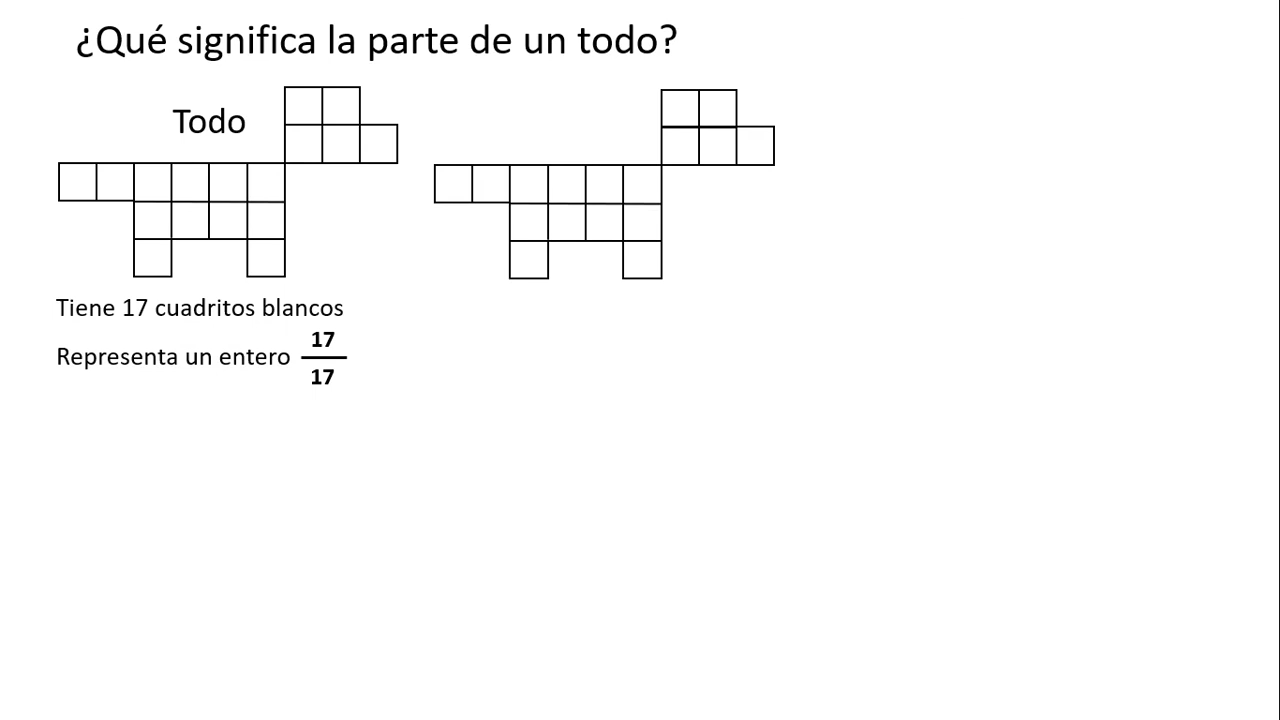 ¿Qué significa la parte de un todo?
Todo
Tiene 17 cuadritos blancos
Representa un entero 17
17